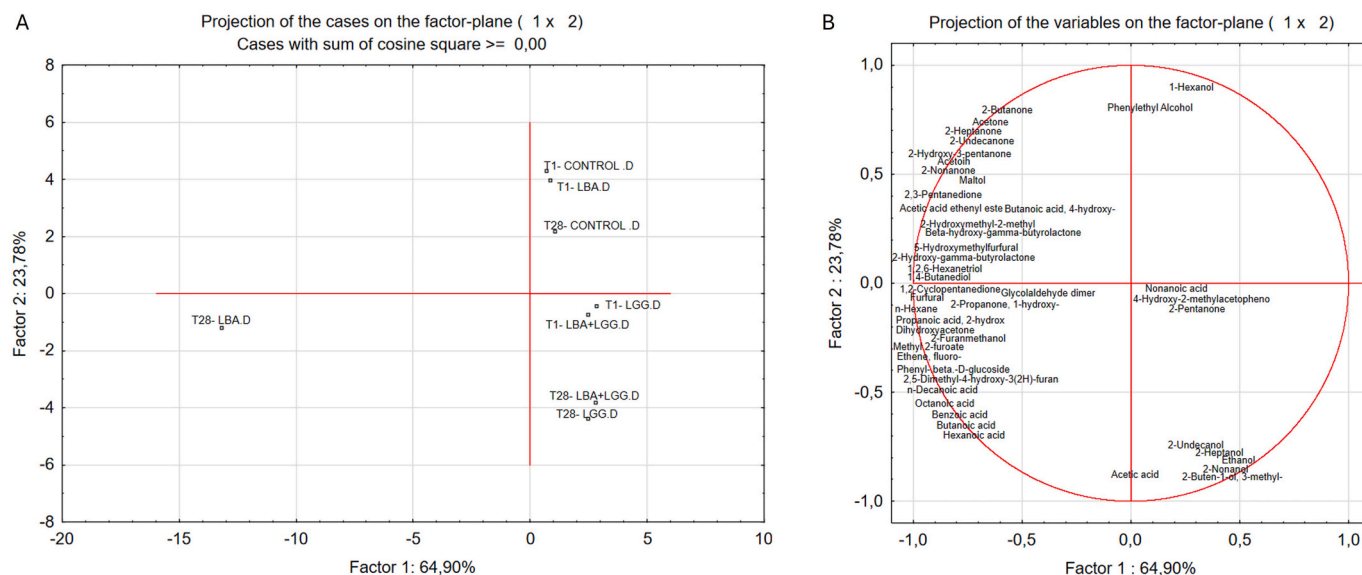 A
Projection of the cases on the factor-plane ( 1 x 2)
Cases with sum of cosine square >= 0,00
8
6
4
2
0
-2
-4
-6
-8
Factor 2: 23,78%
T1- CONTROL .D
T1- LBA.D
T28- CONTROL .D
T1- LGG.D
T1- LBA+LGG.D
T28- LBA.D
T28- LBA+LGG.D
T28- LGG.D
-20
-15
-10
-5
0
5
10
Factor 1: 64,90%
B
Projection of the variables on the factor-plane ( 1 x 2)
1,0
0,5
0,0
-0,5
-1,0
Factor 2 : 23,78%
1-Hexanol
2-Butanone
Phenylethyl Alcohol
Acetone
2-Heptanone
2-Undecanone
2-Hydroxy-3-pentanone
Acetoin
2-Nonanone
Maltol
2,3-Pentanedione
Acetic acid ethenyl este
Butanoic acid, 4-hydroxy-
2-Hydroxymethyl-2-methyl
Beta-hydroxy-gamma-butyrolactone
5-Hydroxymethylfurfural
2-Hydroxy-gamma-butyrolactone
1,2,6-Hexanetriol
1,4-Butanediol
1,2-Cyclopentanedione
Glycolaldehyde dimer
Nonanoic acid
Furfural
4-Hydroxy-2-methylacetopheno
n-Hexane
2-Propanone, 1-hydroxy-
2-Pentanone
Propanoic acid, 2-hydrox
Dihydroxyacetone
2-Furanmethanol
Methyl 2-furoate
Ethene, fluoro-
Phenyl-.beta.-D-glucoside
2,5-Dimethyl-4-hydroxy-3(2H)-furan
n-Decanoic acid
Octanoic acid
Benzoic acid
Butanoic acid
Hexanoic acid
2-Undecanol
2-Heptanol
Ethanol
2-Nonanol
Acetic acid
2-Buten-1-ol, 3-methyl-
-1,0
-0,5
0,0
0,5
1,0
Factor 1 : 64,90%